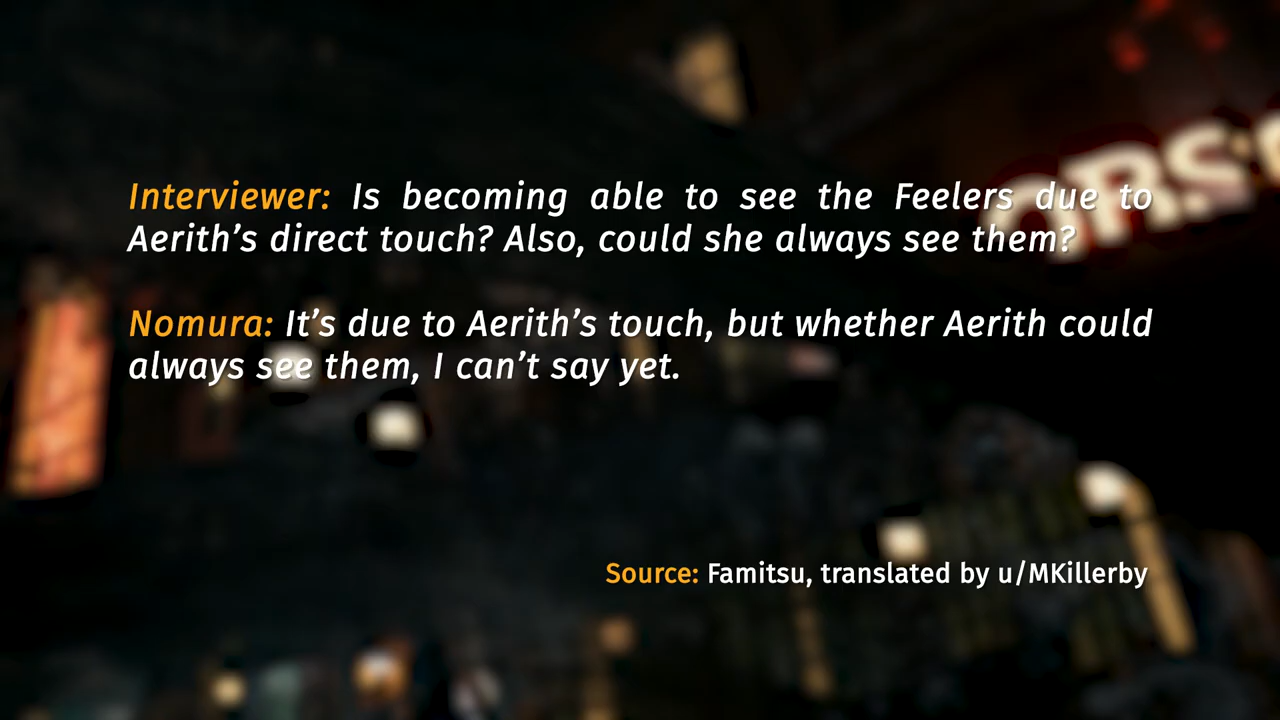 Interviewer: Is becoming able to see the Feelers due to
Aerith’s direct touch? Also, could she always see them?
Nomura: It’s due to Aerith’s touch, but whether Aerith could
always see them, I can’t say yet.
Source: Famitsu, translated by u/MKillerby